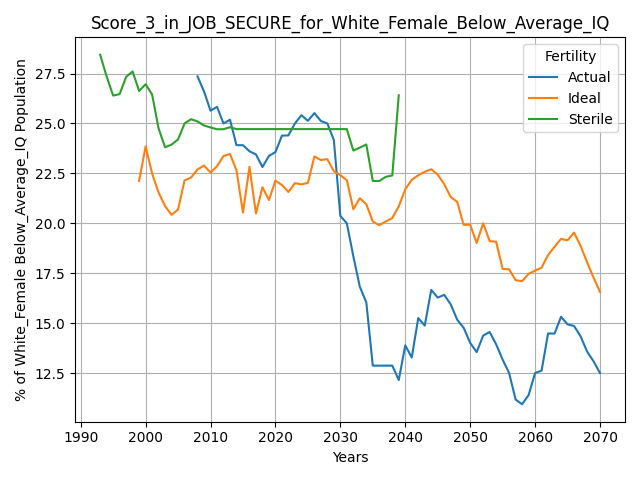 Score_3_in_JOB_SECURE_for_White_Female_Below_Average_IQ
% of White_Female Below_Average_IQ Population
27.5
25.0
22.5
20.0
17.5
15.0
12.5
Fertility
Actual
Ideal
Sterile
1990 2000 2010 2020 2030 2040 2050 2060 2070
Years